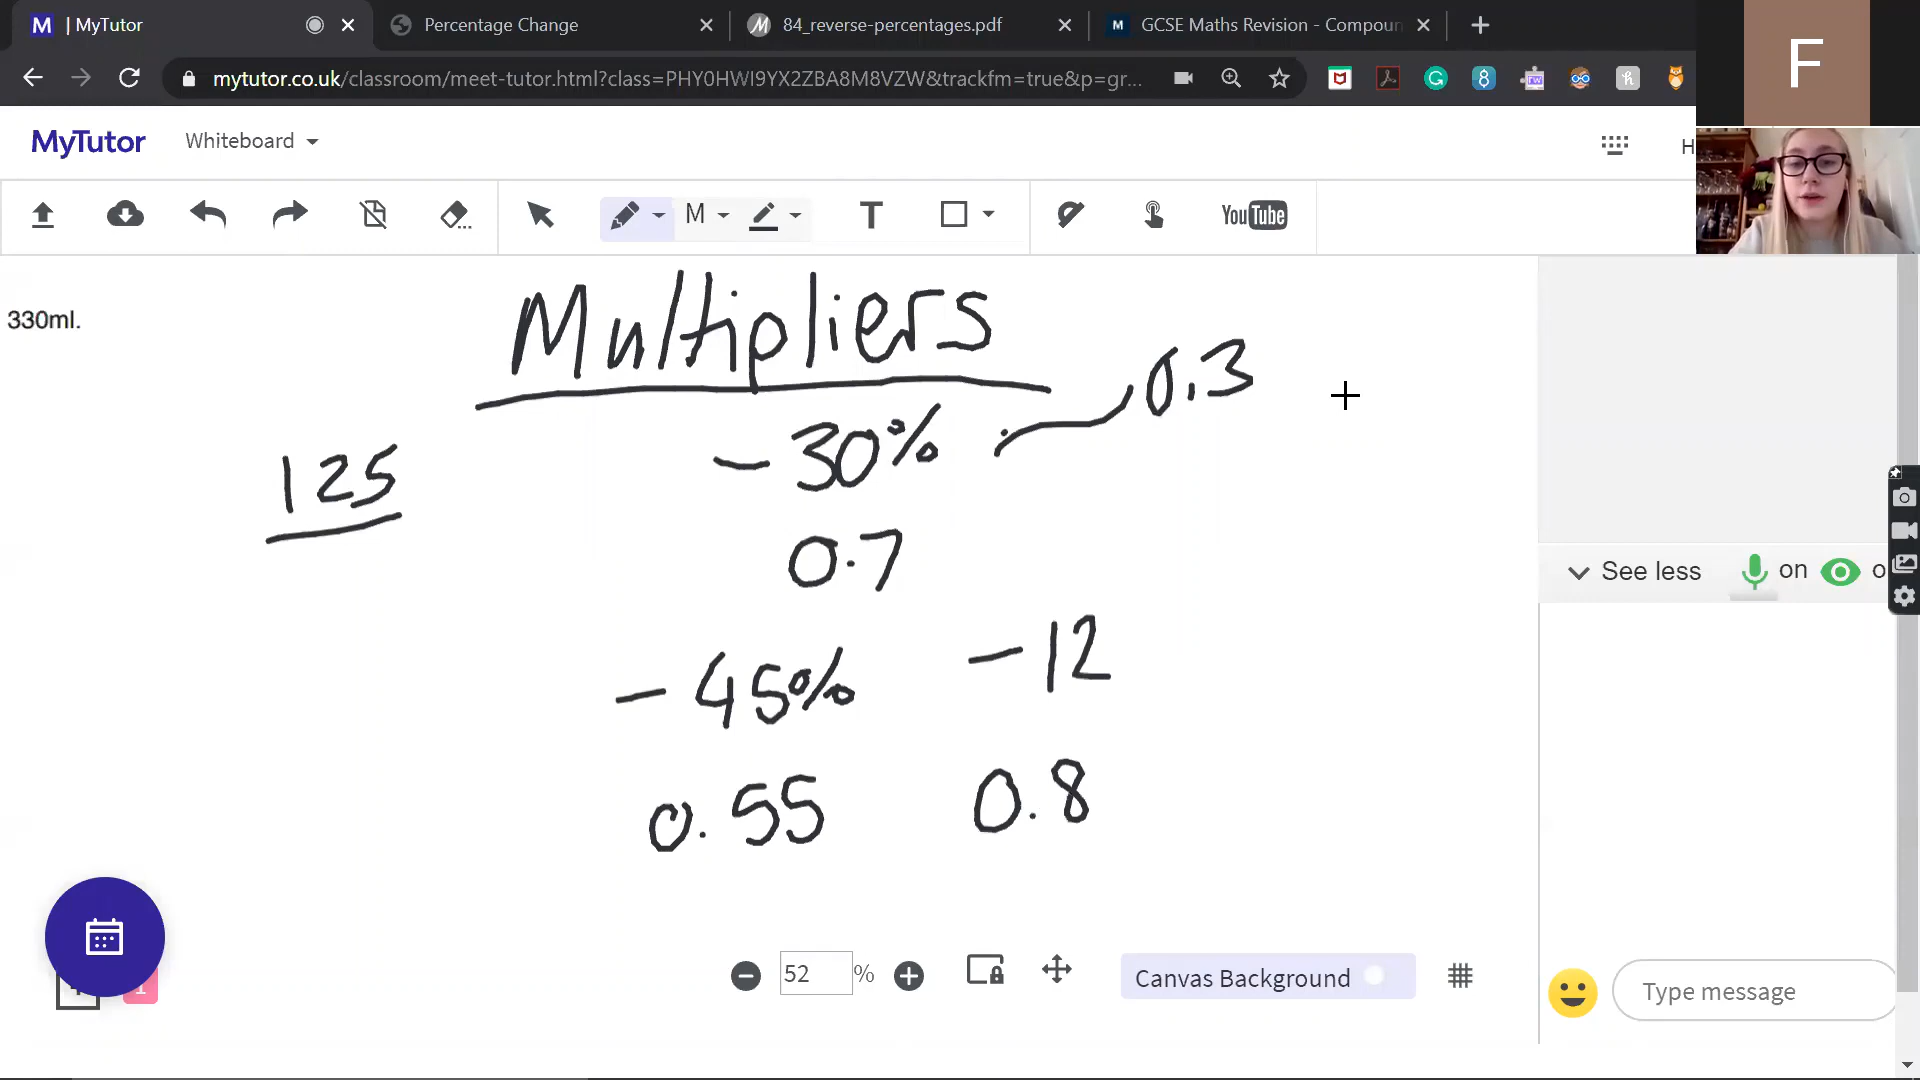 | MyTutor
Percentage Change
84_reverse-percentages.pdf
GCSE Maths Revision - Compoun
mytutor.co.uk/classroom/meet-tutor.html?class=PHY0HWI9YX2ZBA8M8VZW&trackfm=true&p=gr...
F
MyTutor
Whiteboard
H
M
T
YouTube
330ml.
Multipliers
0.3
-30%
125
0.7
-12
-45%
0.8
0.55
See less
on
o
52
%
Canvas Background
Type message
1